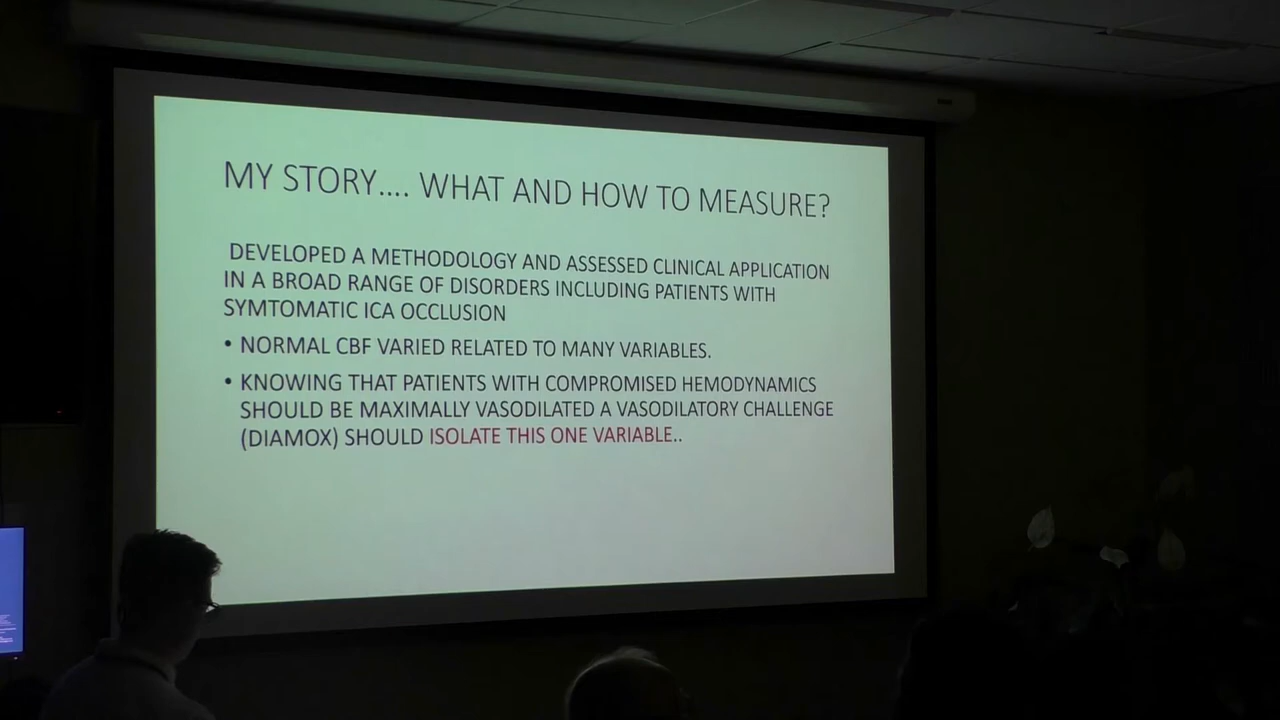 MY STORY.... WHAT AND HOW TO MEASURE?
DEVELOPED A METHODOLOGY AND ASSESSED CLINICAL APPLICATION
IN A BROAD RANGE OF DISORDERS INCLUDING PATIENTS WITH
SYMTOMATIC ICA OCCLUSION
• NORMAL CBF VARIED RELATED TO MANY VARIABLES.
• KNOWING THAT PATIENTS WITH COMPROMISED HEMODYNAMICS
SHOULD BE MAXIMALLY VASODILATED A VASODILATORY CHALLENGE
(DIAMOX) SHOULD ISOLATE THIS ONE VARIABLE..